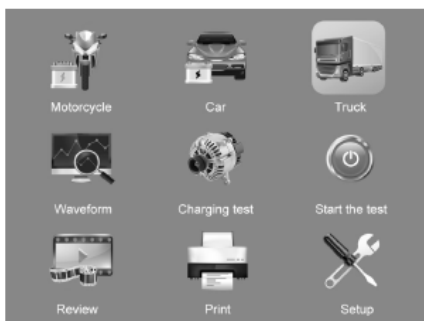 Motorcycle
Car
Truck
Waveform
Charging test
Start the test
Review
Print
Setup